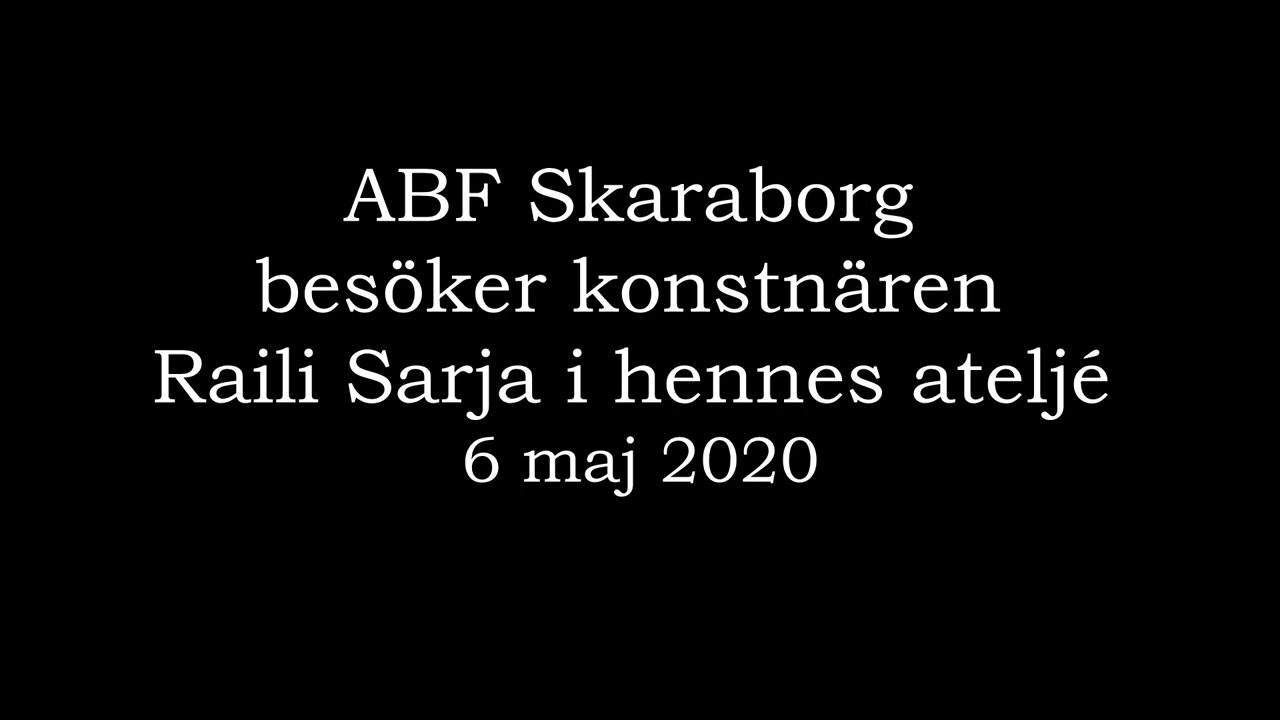 ABF Skaraborg
besöker konstnären
Raili Sarja i hennes ateljé
6 maj 2020